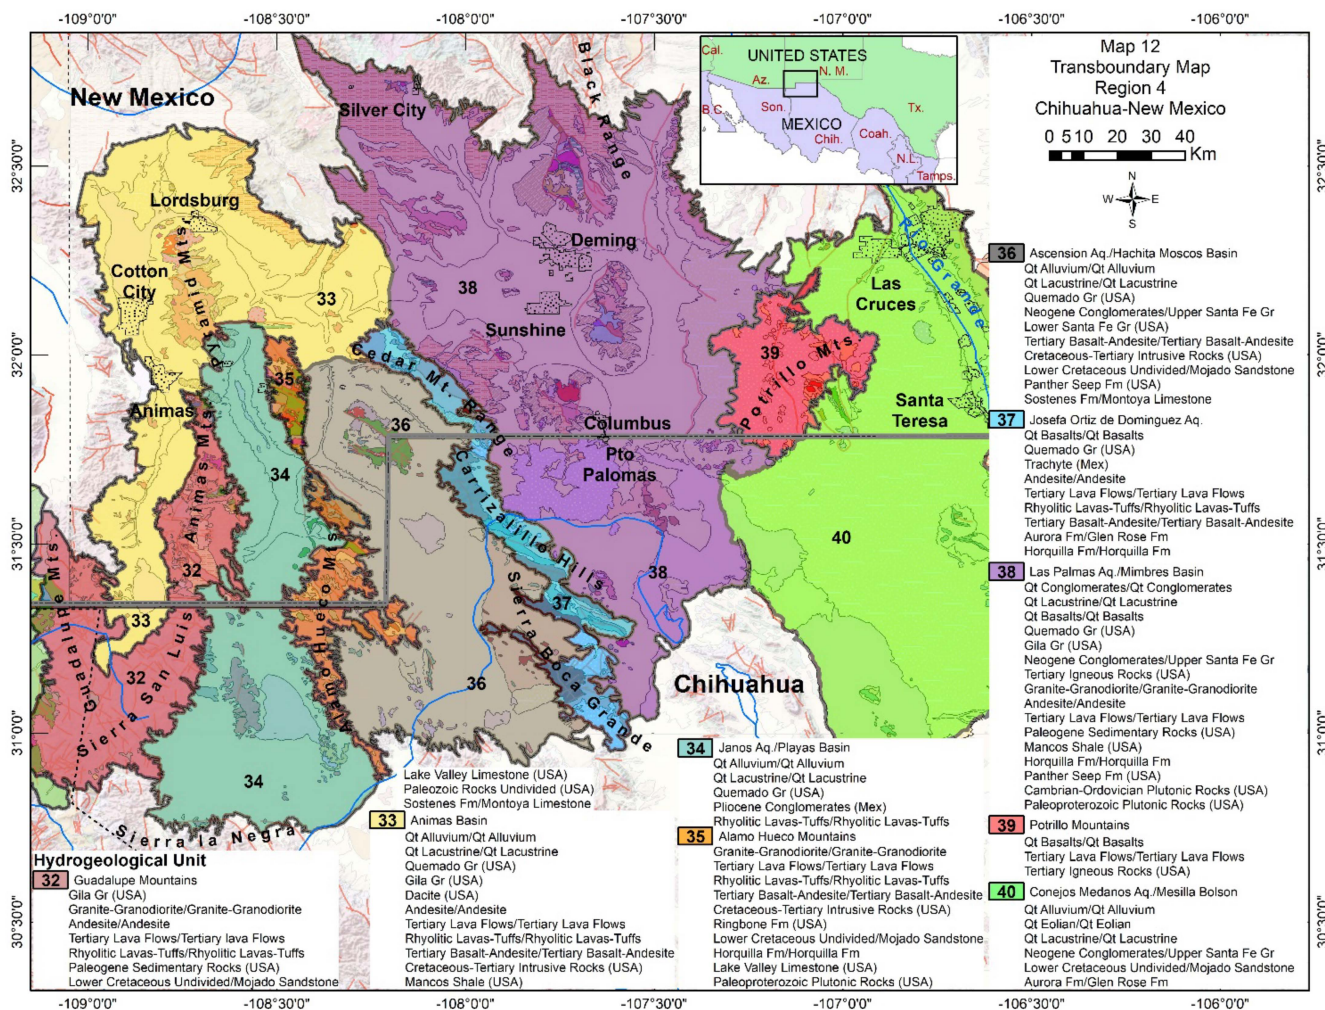 -109°0'0"
-108°30'0"
-108°0'0"
-107°30'0"
-107°0'0"
-106°30'0"
-106°0'0"
32°30'0"
32°0'0"
31°30'0"
31°0'0"
30°30'0"
32°30'0"
32°0'0"
31°30'0"
31°0'0"
30°30'0"
New Mexico
Silver City
Black Range
Lordsburg
Pyramid Mts.
Cotton
City
33
38
Deming
Sunshine
Las
Cruces
Rio Grande
Cedar Mt. Range
39
Potrillo Mts.
Santa
Teresa
35
Animas
36
Columbus
Pto
Palomas
Animas Mts.
34
Carrizalillo Hills
40
32
38
Guadalupe Mts
33
37
Alamo Hueco Mts.
Sierra Boca Grande
32
Sierra San Luis
36
Chihuahua
34
Sierra la Negra
UNITED STATES
Cal.
Az.
N. M.
B.C.
Son.
Tx.
MEXICO
Chih.
Coah.
N.L.
Tamps.
Map 12
Transboundary Map
Region 4
Chihuahua-New Mexico
0 5 10 20 30 40
Km
N
W E
S
Hydrogeological Unit
32 Guadalupe Mountains
Gila Gr (USA)
Granite-Granodiorite/Granite-Granodiorite
Andesite/Andesite
Tertiary Lava Flows/Tertiary lava Flows
Rhyolitic Lavas-Tuffs/Rhyolitic Lavas-Tuffs
Paleogene Sedimentary Rocks (USA)
Lower Cretaceous Undivided/Mojado Sandstone
Lake Valley Limestone (USA)
Paleozoic Rocks Undivided (USA)
Sostenes Fm/Montoya Limestone
33 Animas Basin
Qt Alluvium/Qt Alluvium
Qt Lacustrine/Qt Lacustrine
Quemado Gr (USA)
Gila Gr (USA)
Dacite (USA)
Andesite/Andesite
Tertiary Lava Flows/Tertiary Lava Flows
Rhyolitic Lavas-Tuffs/Rhyolitic Lavas-Tuffs
Tertiary Basalt-Andesite/Tertiary Basalt-Andesite
Cretaceous-Tertiary Intrusive Rocks (USA)
Mancos Shale (USA)
34 Janos Aq./Playas Basin
Qt Alluvium/Qt Alluvium
Qt Lacustrine/Qt Lacustrine
Quemado Gr (USA)
Pliocene Conglomerates (Mex)
Rhyolitic Lavas-Tuffs/Rhyolitic Lavas-Tuffs
35 Alamo Hueco Mountains
Granite-Granodiorite/Granite-Granodiorite
Tertiary Lava Flows/Tertiary Lava Flows
Rhyolitic Lavas-Tuffs/Rhyolitic Lavas-Tuffs
Tertiary Basalt-Andesite/Tertiary Basalt-Andesite
Cretaceous-Tertiary Intrusive Rocks (USA)
Ringbone Fm (USA)
Lower Cretaceous Undivided/Mojado Sandstone
Horquilla Fm/Horquilla Fm
Lake Valley Limestone (USA)
Paleoproterozoic Plutonic Rocks (USA)
36 Ascension Aq./Hachita Moscos Basin
Qt Alluvium/Qt Alluvium
Qt Lacustrine/Qt Lacustrine
Quemado Gr (USA)
Neogene Conglomerates/Upper Santa Fe Gr
Lower Santa Fe Gr (USA)
Tertiary Basalt-Andesite/Tertiary Basalt-Andesite
Cretaceous-Tertiary Intrusive Rocks (USA)
Lower Cretaceous Undivided/Mojado Sandstone
Panther Seep Fm (USA)
Sostenes Fm/Montoya Limestone
37 Josefa Ortiz de Dominguez Aq.
Qt Basalts/Qt Basalts
Quemado Gr (USA)
Trachyte (Mex)
Andesite/Andesite
Tertiary Lava Flows/Tertiary Lava Flows
Rhyolitic Lavas-Tuffs/Rhyolitic Lavas-Tuffs
Tertiary Basalt-Andesite/Tertiary Basalt-Andesite
Aurora Fm/Glen Rose Fm
Horquilla Fm/Horquilla Fm
38 Las Palmas Aq./Mimbres Basin
Qt Conglomerates/Qt Conglomerates
Qt Lacustrine/Qt Lacustrine
Qt Basalts/Qt Basalts
Quemado Gr (USA)
Gila Gr (USA)
Neogene Conglomerates/Upper Santa Fe Gr
Tertiary Igneous Rocks (USA)
Granite-Granodiorite/Granite-Granodiorite
Andesite/Andesite
Tertiary Lava Flows/Tertiary Lava Flows
Paleogene Sedimentary Rocks (USA)
Mancos Shale (USA)
Horquilla Fm/Horquilla Fm
Panther Seep Fm (USA)
Cambrian-Ordovician Plutonic Rocks (USA)
Paleoproterozoic Plutonic Rocks (USA)
39 Potrillo Mountains
Qt Basalts/Qt Basalts
Tertiary Lava Flows/Tertiary Lava Flows
Tertiary Igneous Rocks (USA)
40 Conejos Medanos Aq./Mesilla Bolson
Qt Alluvium/Qt Alluvium
Qt Eolian/Qt Eolian
Qt Lacustrine/Qt Lacustrine
Neogene Conglomerates/Upper Santa Fe Gr
Lower Cretaceous Undivided/Mojado Sandstone
Aurora Fm/Glen Rose Fm
-109°0'0"
-108°30'0"
-108°0'0"
-107°30'0"
-107°0'0"
-106°30'0"
-106°0'0"